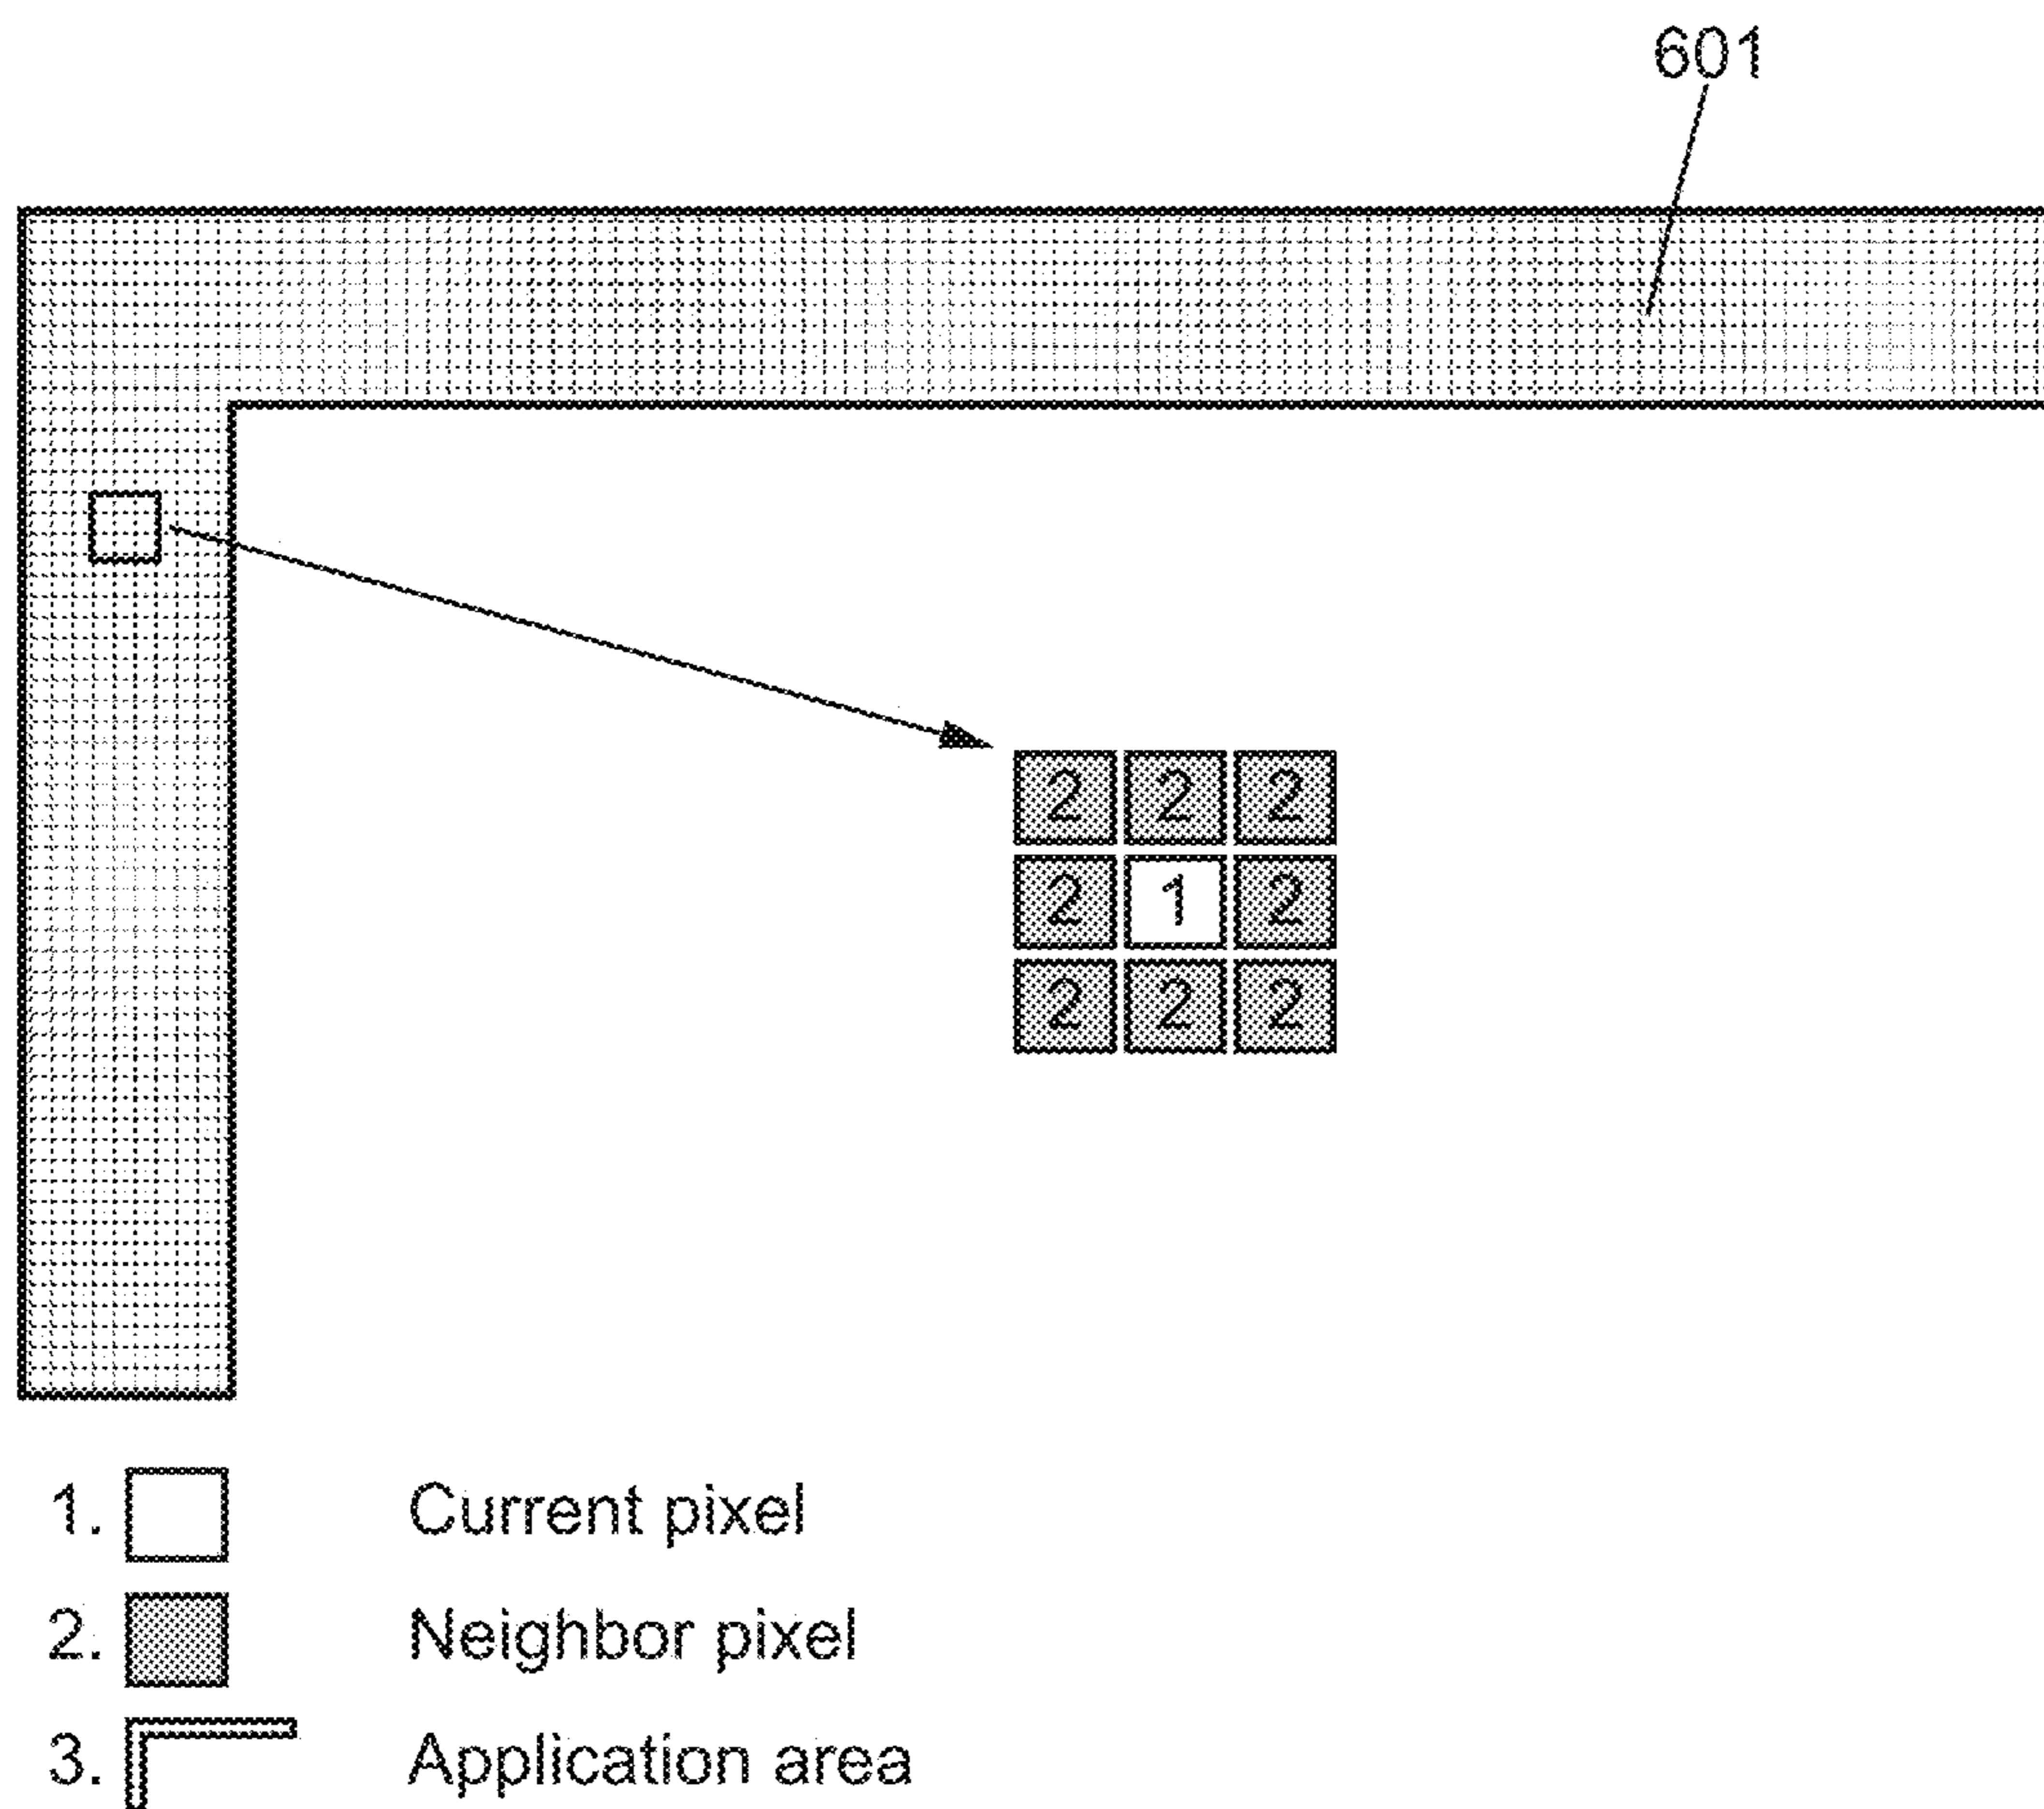 601
2 2 2
2 1 2
2 2 2
1. Current pixel
2. Neighbor pixel
3. Application area